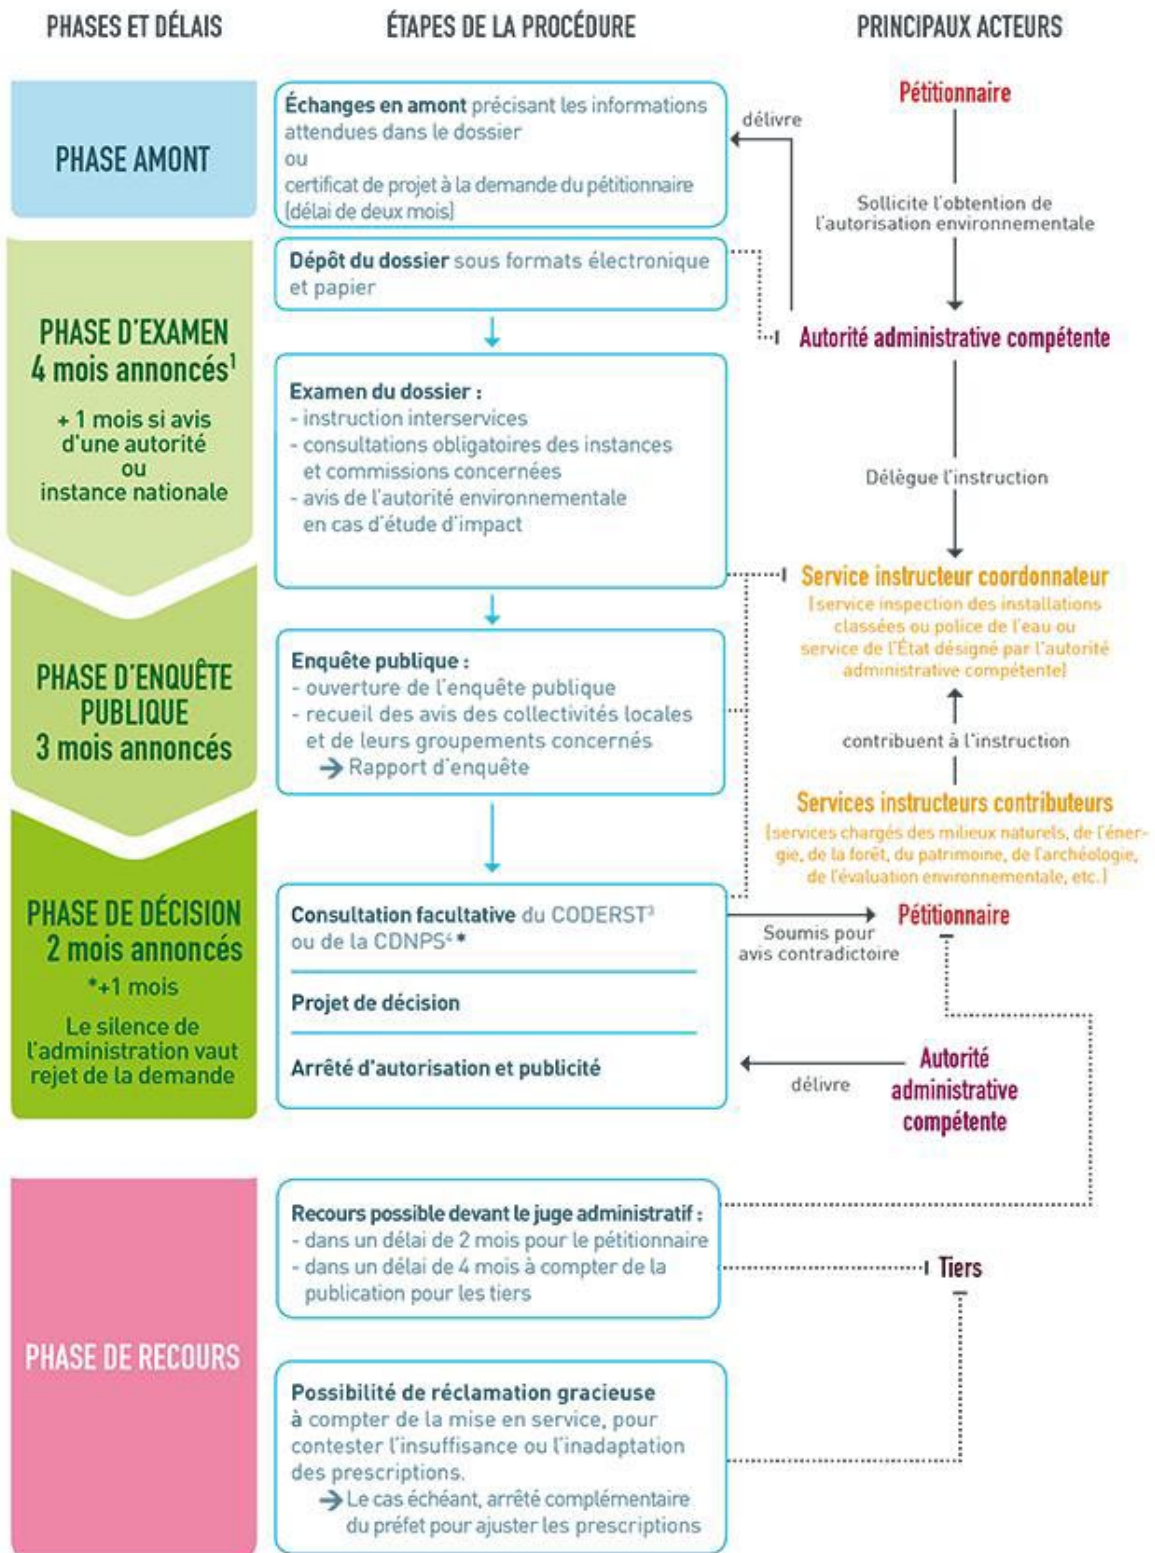 PHASES ET DÉLAIS
ÉTAPES DE LA PROCÉDURE
PRINCIPAUX ACTEURS
PHASE AMONT
Échanges en amont précisant les informations
attendues dans le dossier
ou
certificat de projet à la demande du pétitionnaire
(délai de deux mois)
délivre
Pétitionnaire
Sollicite l'obtention de
l'autorisation environnementale
PHASE D'EXAMEN
4 mois annoncés¹
+ 1 mois si avis
d'une autorité
ou
instance nationale
Dépôt du dossier sous formats électronique
et papier
Autorité administrative compétente
Examen du dossier :
- instruction interservices
- consultations obligatoires des instances
et commissions concernées
- avis de l'autorité environnementale
en cas d'étude d'impact
Délègue l'instruction
Service instructeur coordonnateur
(service inspection des installations
classées ou police de l'eau ou
service de l'État désigné par l'autorité
administrative compétente)
PHASE D'ENQUÊTE
PUBLIQUE
3 mois annoncés
Enquête publique :
- ouverture de l'enquête publique
- recueil des avis des collectivités locales
et de leurs groupements concernés
→ Rapport d'enquête
contribuent à l'instruction
Services instructeurs contributeurs
(services chargés des milieux naturels, de l'éner-
gie, de la forêt, du patrimoine, de l'archéologie,
de l'évaluation environnementale, etc.)
PHASE DE DÉCISION
2 mois annoncés
*+1 mois
Le silence de
l'administration vaut
rejet de la demande
Consultation facultative du CODERST³
ou de la CDNPS⁴ *
Projet de décision
Arrêté d'autorisation et publicité
Soumis pour
avis contradictoire
Pétitionnaire
délivre
Autorité
administrative
compétente
PHASE DE RECOURS
Recours possible devant le juge administratif :
- dans un délai de 2 mois pour le pétitionnaire
- dans un délai de 4 mois à compter de la
publication pour les tiers
Tiers
Possibilité de réclamation gracieuse
à compter de la mise en service, pour
contester l'insuffisance ou l'inadaptation
des prescriptions.
→ Le cas échéant, arrêté complémentaire
du préfet pour ajuster les prescriptions